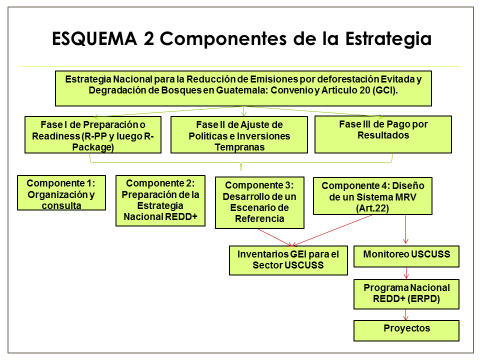 ESQUEMA 2 Componentes de la Estrategia
Estrategia Nacional para la Reducción de Emisiones por deforestación Evitada y
Degradación de Bosques en Guatemala: Convenio y Articulo 20 (GCI).
Fase I de Preparación o
Readiness (R-PP y luego R-
Package)
Fase II de Ajuste de
Políticas e Inversiones
Tempranas
Fase III de Pago por
Resultados
Componente 1:
Organización y
consulta
Componente 2:
Preparación de la
Estrategia
Nacional REDD+
Componente 3:
Desarrollo de un
Escenario de
Referencia
Componente 4: Diseño
de un Sistema MRV
(Art.22)
Inventarios GEI para el
Sector USCUSS
Monitoreo USCUSS
Programa Nacional
REDD+ (ERPD)
Proyectos